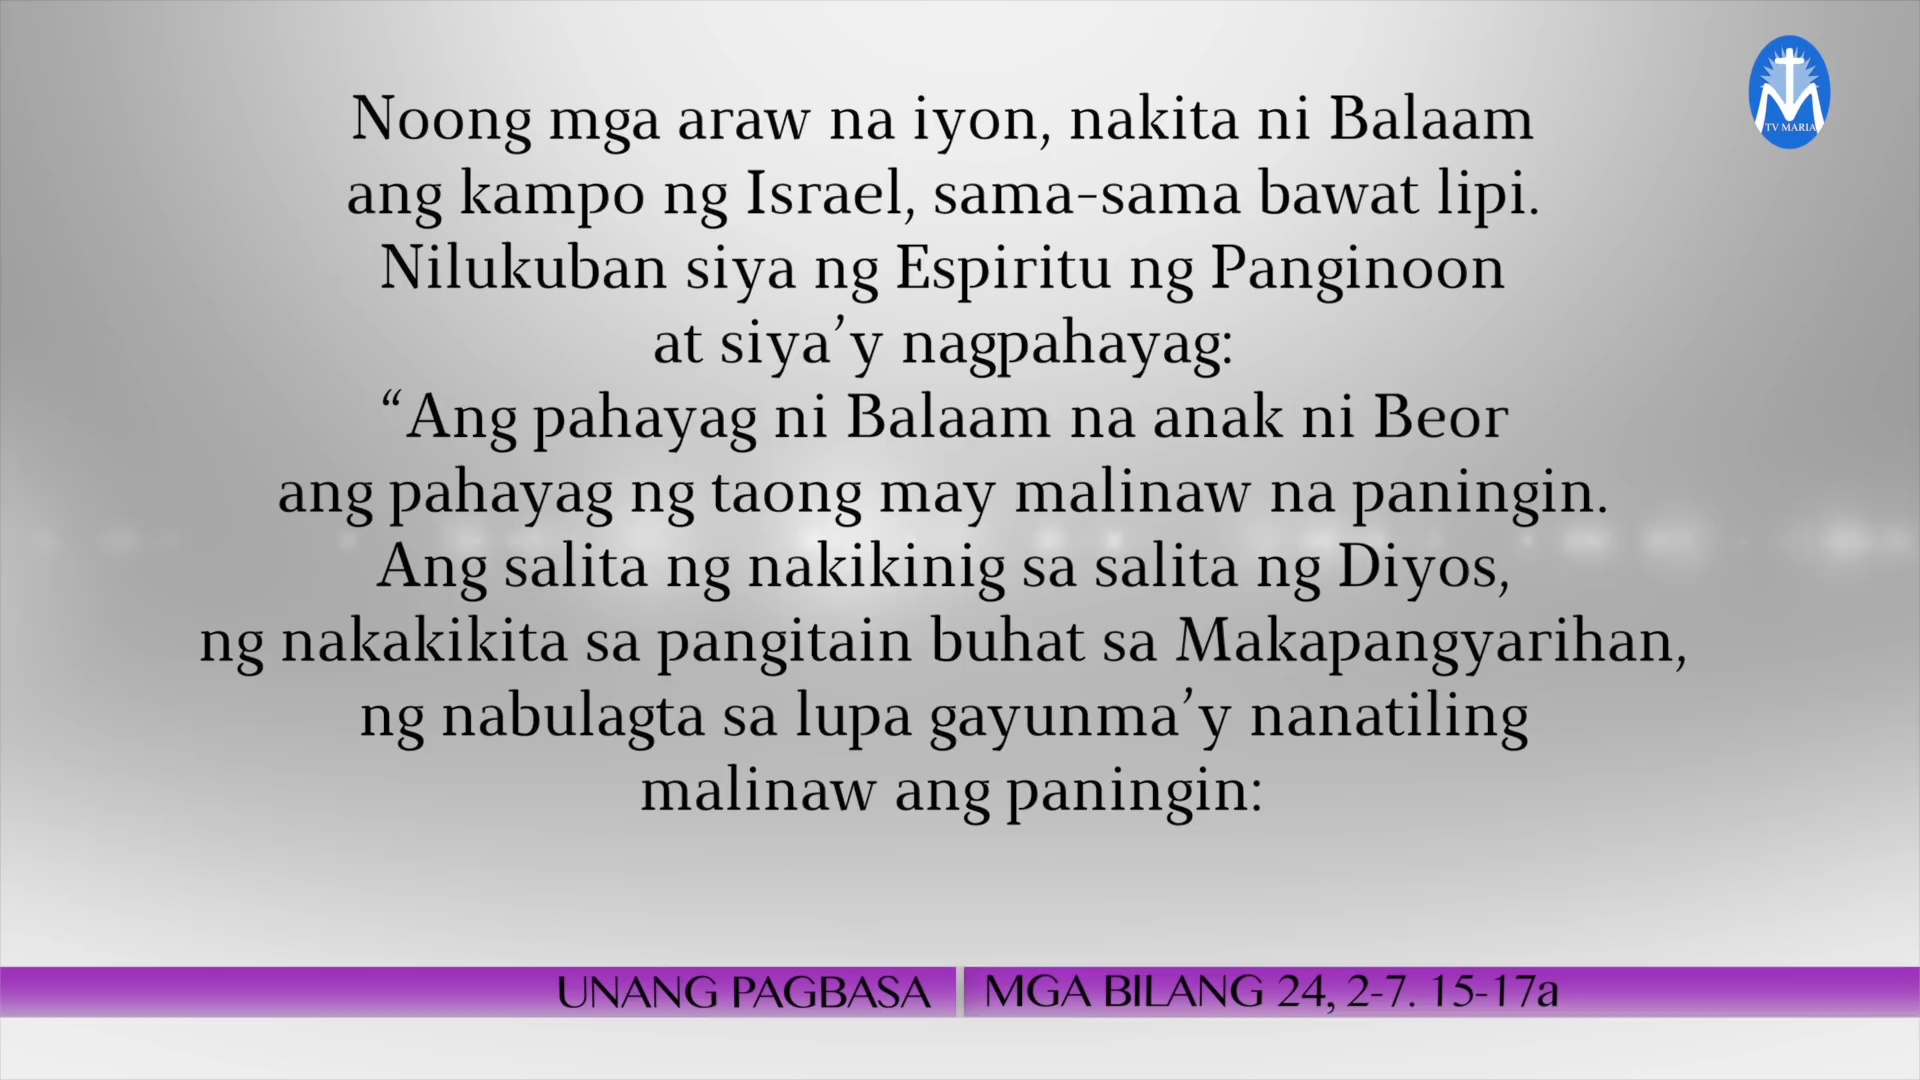 TV MARIA
Noong mga araw na iyon, nakita ni Balaam
ang kampo ng Israel, sama-sama bawat lipi.
Nilukuban siya ng Espiritu ng Panginoon
at siya’y nagpahayag:
“Ang pahayag ni Balaam na anak ni Beor
ang pahayag ng taong may malinaw na paningin.
Ang salita ng nakikinig sa salita ng Diyos,
ng nakakikita sa pangitain buhat sa Makapangyarihan,
ng nabulagta sa lupa gayunma’y nanatiling
malinaw ang paningin:
UNANG PAGBASA
MGA BILANG 24, 2-7. 15-17a